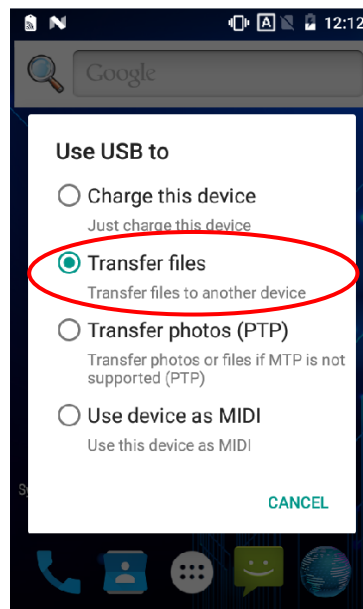 A 12:12
Google
Use USB to
Charge this device
Just charge this device
Transfer files
Transfer files to another device
Transfer photos (PTP)
Transfer photos or files if MTP is not
supported (PTP)
Use device as MIDI
Use this device as MIDI
CANCEL